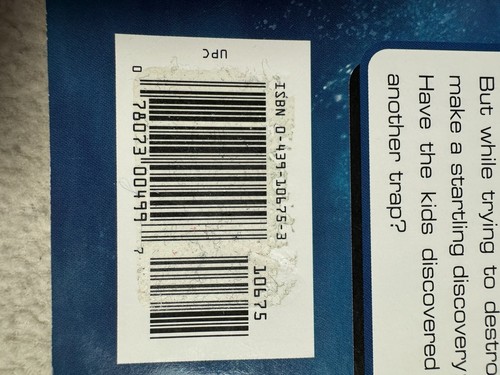 But while trying to destro
make a startling discovery
Have the kids discovered
another trap?
UPC
ISBN 0-439-10675-3
0 78073 00499 7
10675